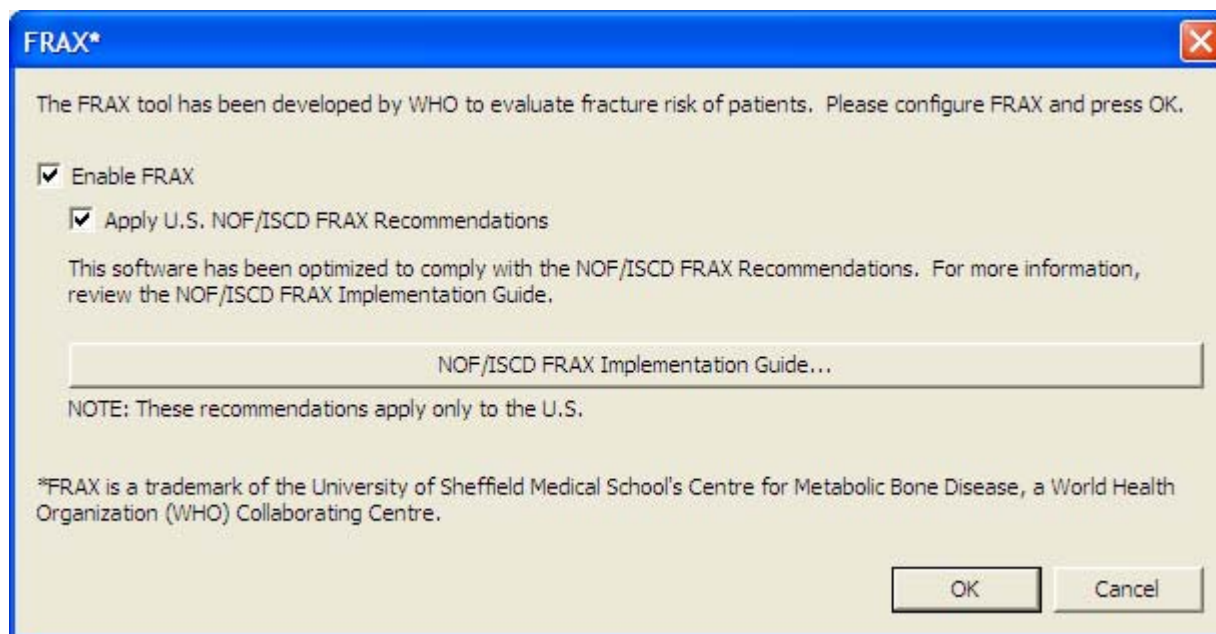 FRAX*
The FRAX tool has been developed by WHO to evaluate fracture risk of patients.  Please configure FRAX and press OK.
Enable FRAX
Apply U.S. NOF/ISCD FRAX Recommendations
This software has been optimized to comply with the NOF/ISCD FRAX Recommendations.  For more information,
review the NOF/ISCD FRAX Implementation Guide.
NOF/ISCD FRAX Implementation Guide...
NOTE: These recommendations apply only to the U.S.
*FRAX is a trademark of the University of Sheffield Medical School's Centre for Metabolic Bone Disease, a World Health
Organization (WHO) Collaborating Centre.
OK Cancel